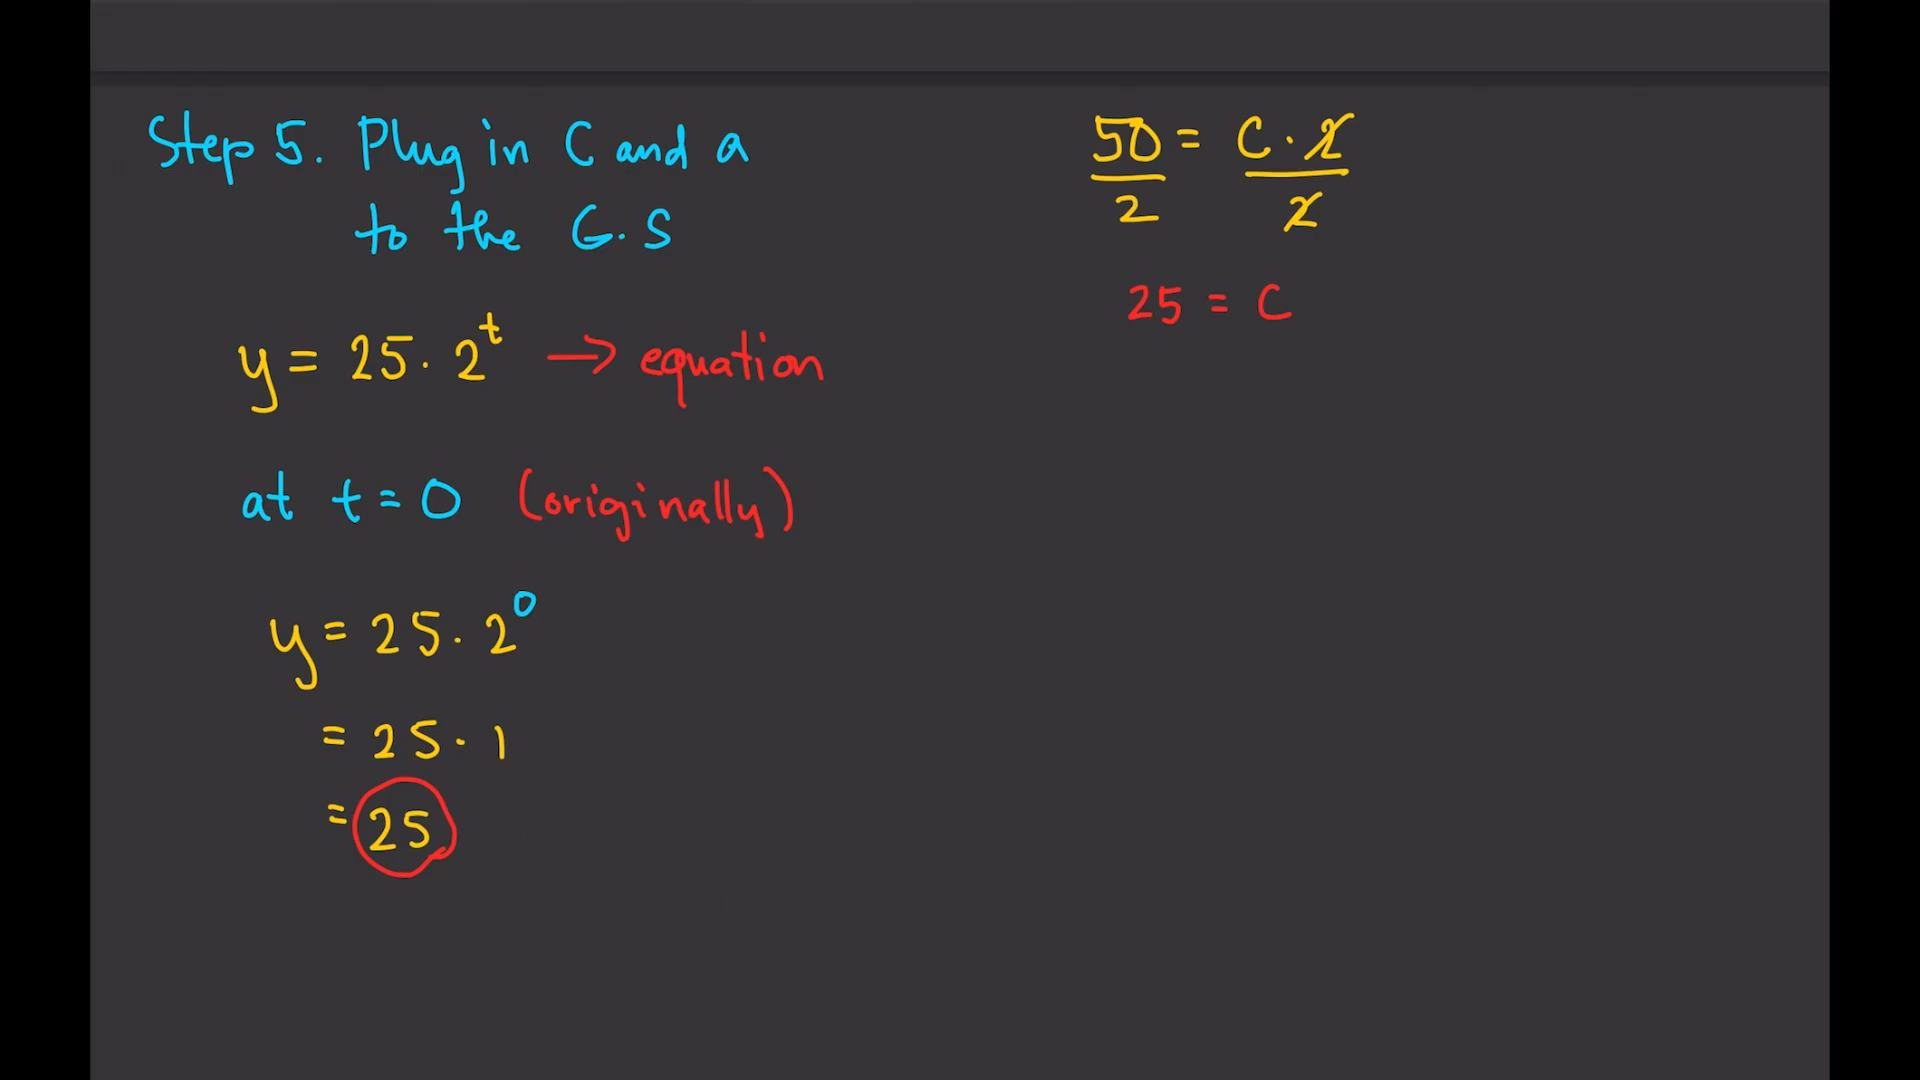 Step 5. Plug in C and a
to the G.S
y = 25 · 2^t → equation
at t = 0 (originally)
y = 25 · 2^0
= 25 · 1
= 25
50/2 = C · 2/2
25 = C